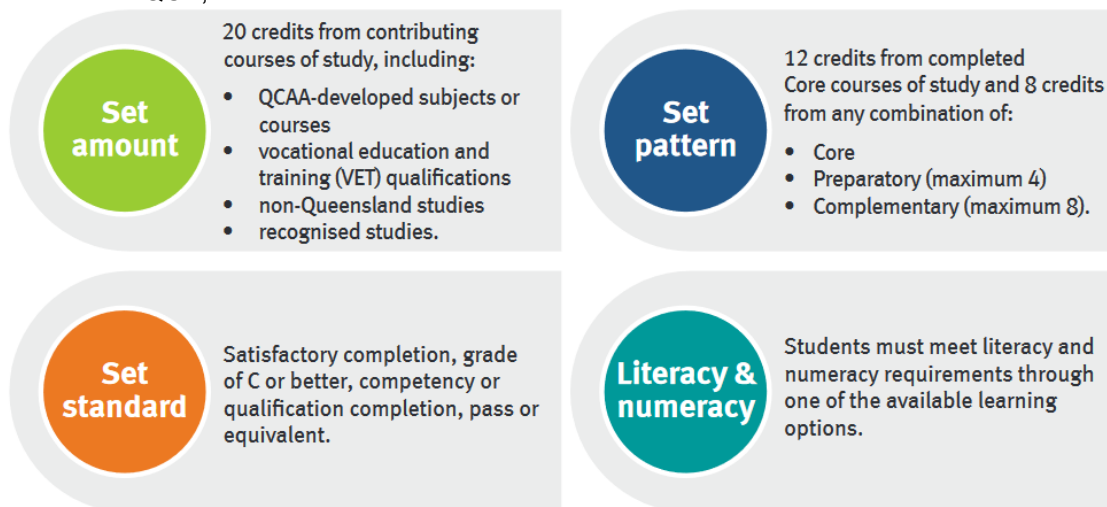 20 credits from contributing
courses of study, including:
• QCAA-developed subjects or
courses
• vocational education and
training (VET) qualifications
• non-Queensland studies
• recognised studies.
Set
amount
12 credits from completed
Core courses of study and 8 credits
from any combination of:
• Core
• Preparatory (maximum 4)
• Complementary (maximum 8).
Set
pattern
Satisfactory completion, grade
of C or better, competency or
qualification completion, pass or
equivalent.
Set
standard
Students must meet literacy and
numeracy requirements through
one of the available learning
options.
Literacy &
numeracy